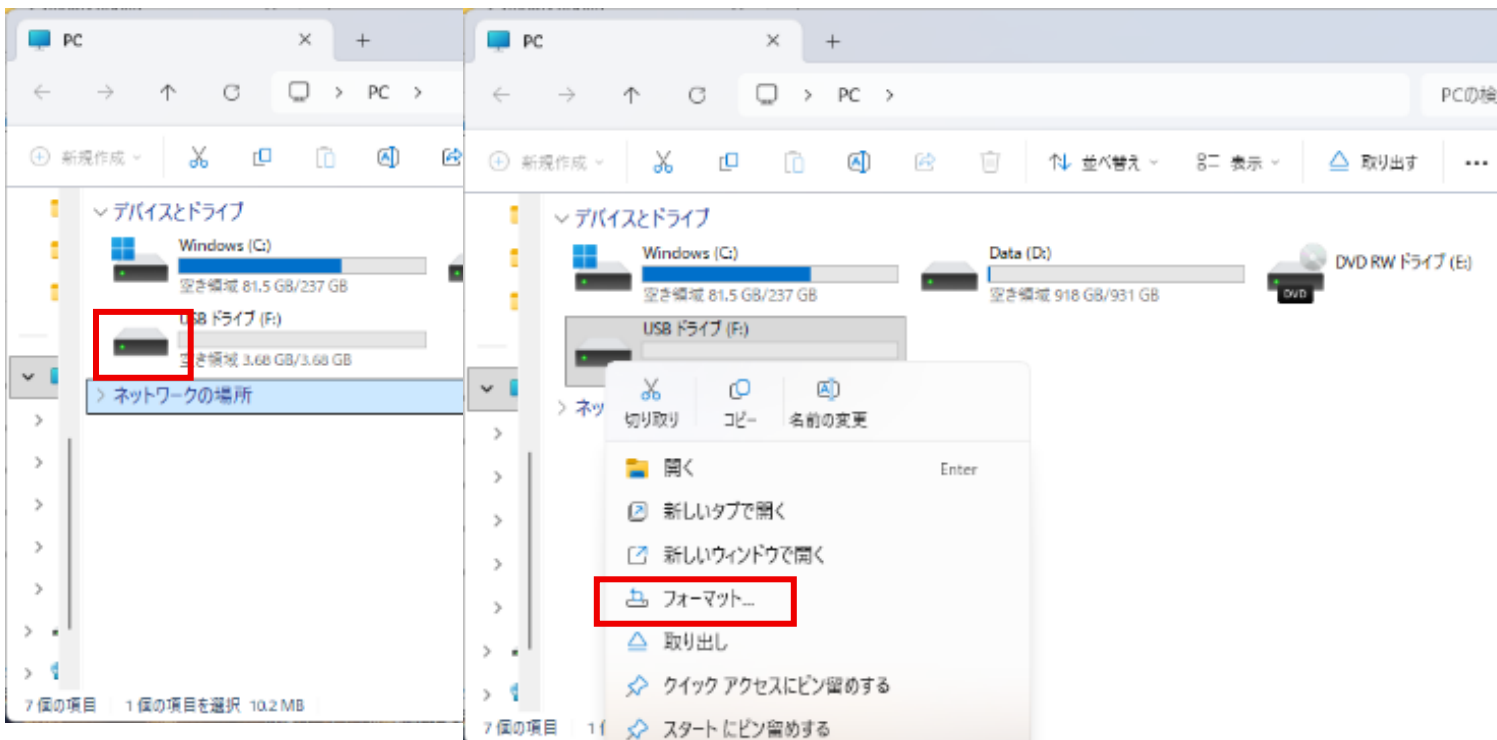 PC
PC
新規作成
デバイスとドライブ
Windows (C:)
空き領域 81.5 GB/237 GB
USB ドライブ (F:)
空き領域 3.68 GB/3.68 GB
ネットワークの場所
7 個の項目
1 個の項目を選択 10.2 MB
PC
PC
PCの検
新規作成
並べ替え
表示
取り出す
デバイスとドライブ
Windows (C:)
空き領域 81.5 GB/237 GB
Data (D:)
空き領域 918 GB/931 GB
DVD
DVD RW ドライブ (E:)
USB ドライブ (F:)
ネッ
切り取り
コピー
名前の変更
開く
Enter
新しいタブで開く
新しいウィンドウで開く
フォーマット...
取り出し
クイック アクセスにピン留めする
スタート にピン留めする
7 個の項目